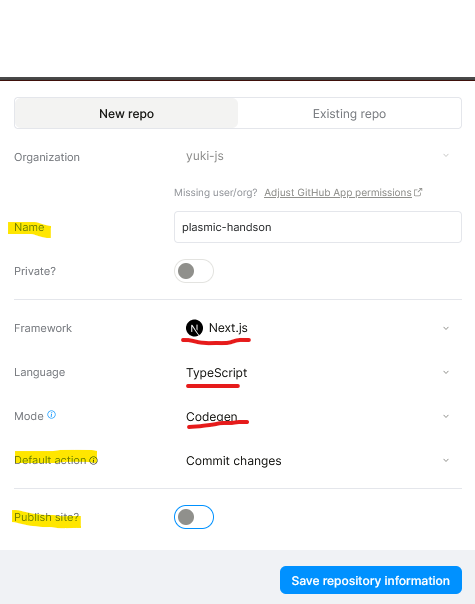 New repo
Existing repo
Organization
yuki-js
Missing user/org? Adjust GitHub App permissions
Name
plasmic-handson
Private?
Framework
N Next.js
Language
TypeScript
Mode
Codegen
Default action
Commit changes
Publish site?
Save repository information